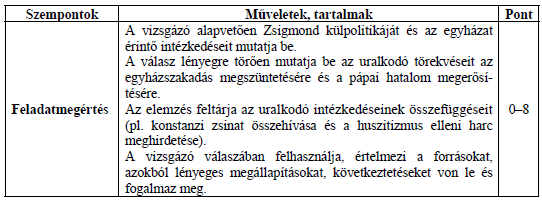 Szempontok Műveletek, tartalmak Pont
A vizsgázó alapvetően Zsigmond külpolitikáját és az egyházat
érintő intézkedéseit mutatja be.
A válasz lényegre törően mutatja be az uralkodó törekvéseit az
egyházszakadás megszüntetésére és a pápai hatalom megerősí-
tésére.
Feladatmegértés
Az elemzés feltárja az uralkodó intézkedéseinek összefüggéseit
(pl. konstanzi zsinat összehívása és a huszitizmus elleni harc
meghirdetése).
A vizsgázó válaszában felhasználja, értelmezi a forrásokat,
azokból lényeges megállapításokat, következtetéseket von le és
fogalmaz meg.
0–8